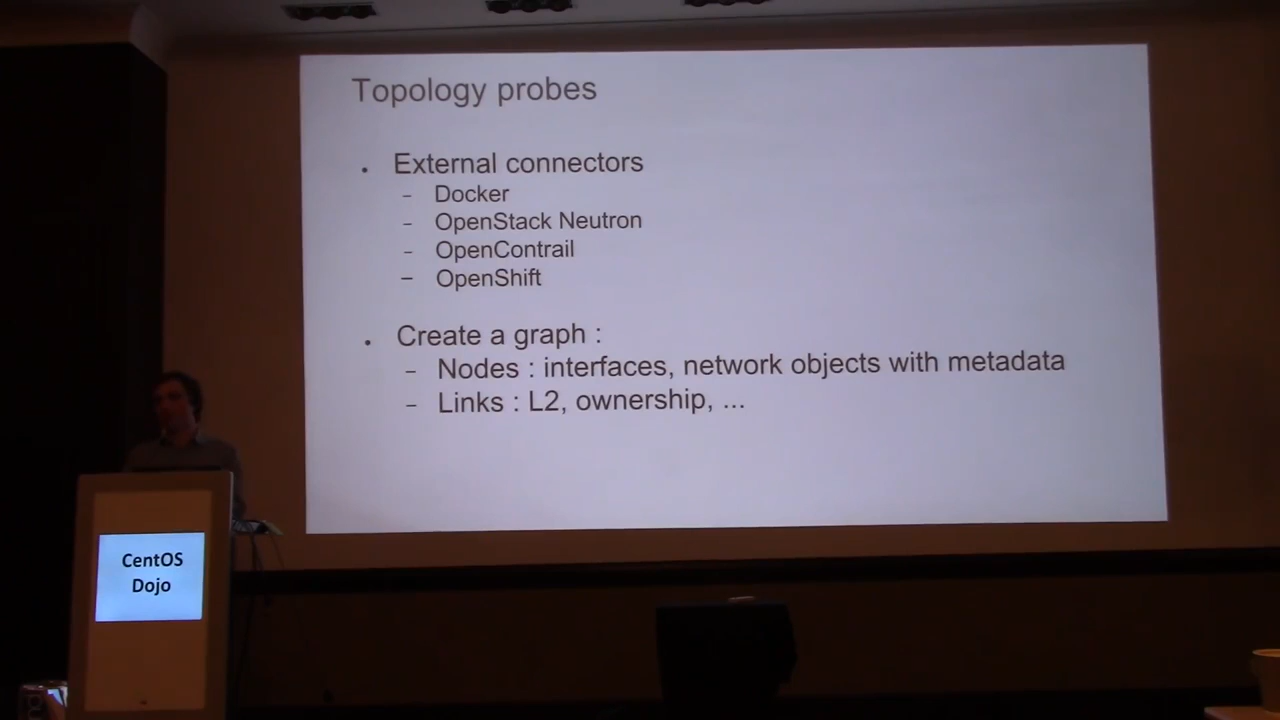 Topology probes
. External connectors
– Docker
– OpenStack Neutron
– OpenContrail
– OpenShift
. Create a graph :
– Nodes : interfaces, network objects with metadata
– Links : L2, ownership, ...
CentOS
Dojo